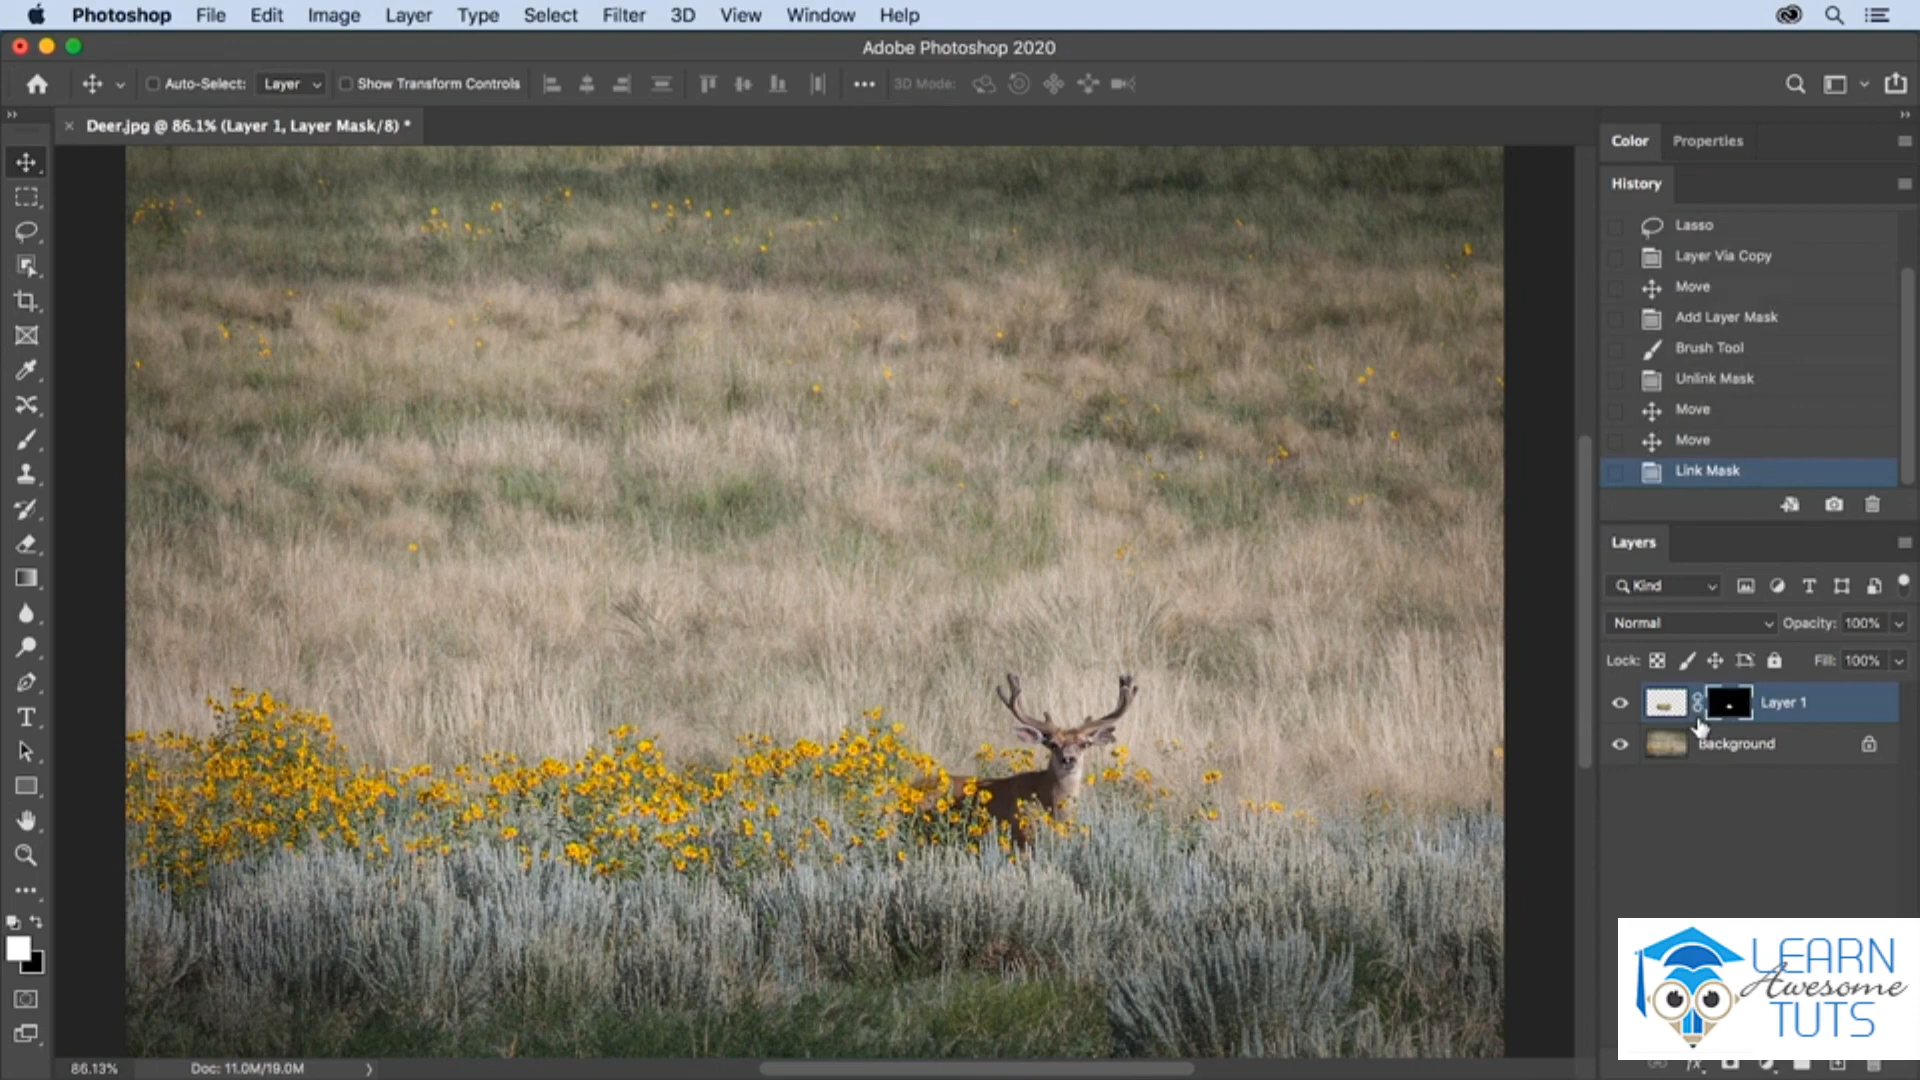 Photoshop File Edit Image Layer Type Select Filter 3D View Window Help
Adobe Photoshop 2020
Auto-Select: Layer Show Transform Controls 3D Mode:
Deer.jpg @ 86.1% (Layer 1, Layer Mask/8) *
Color Properties
History
Lasso
Layer Via Copy
Move
Add Layer Mask
Brush Tool
Unlink Mask
Move
Move
Link Mask
Layers
Kind
Normal Opacity: 100%
Lock: Fill: 100%
Layer 1
Background
LEARN
Awesome
TUTS
86.13% Doc: 11.0M/19.0M